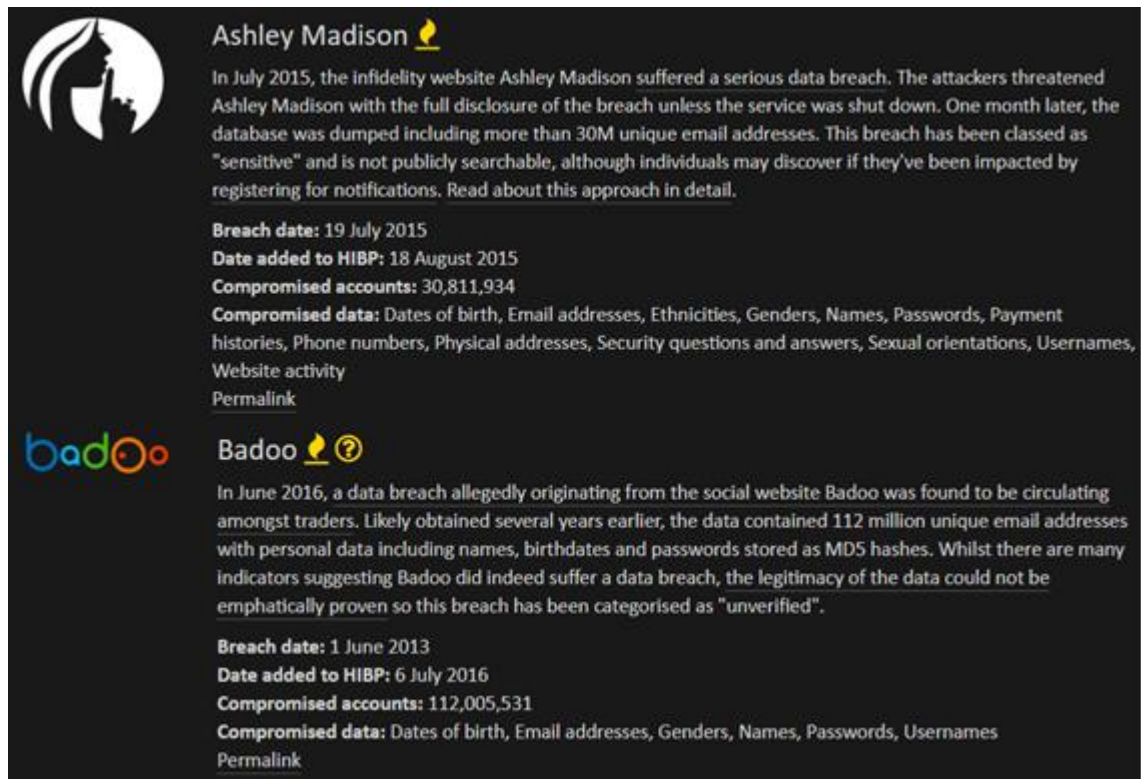 Ashley Madison
In July 2015, the infidelity website Ashley Madison suffered a serious data breach. The attackers threatened
Ashley Madison with the full disclosure of the breach unless the service was shut down. One month later, the
database was dumped including more than 30M unique email addresses. This breach has been classed as
"sensitive" and is not publicly searchable, although individuals may discover if they've been impacted by
registering for notifications. Read about this approach in detail.
Breach date: 19 July 2015
Date added to HIBP: 18 August 2015
Compromised accounts: 30,811,934
Compromised data: Dates of birth, Email addresses, Ethnicities, Genders, Names, Passwords, Payment
histories, Phone numbers, Physical addresses, Security questions and answers, Sexual orientations, Usernames,
Website activity
Permalink
badoo
Badoo
In June 2016, a data breach allegedly originating from the social website Badoo was found to be circulating
amongst traders. Likely obtained several years earlier, the data contained 112 million unique email addresses
with personal data including names, birthdates and passwords stored as MD5 hashes. Whilst there are many
indicators suggesting Badoo did indeed suffer a data breach, the legitimacy of the data could not be
emphatically proven so this breach has been categorised as "unverified".
Breach date: 1 June 2013
Date added to HIBP: 6 July 2016
Compromised accounts: 112,005,531
Compromised data: Dates of birth, Email addresses, Genders, Names, Passwords, Usernames
Permalink